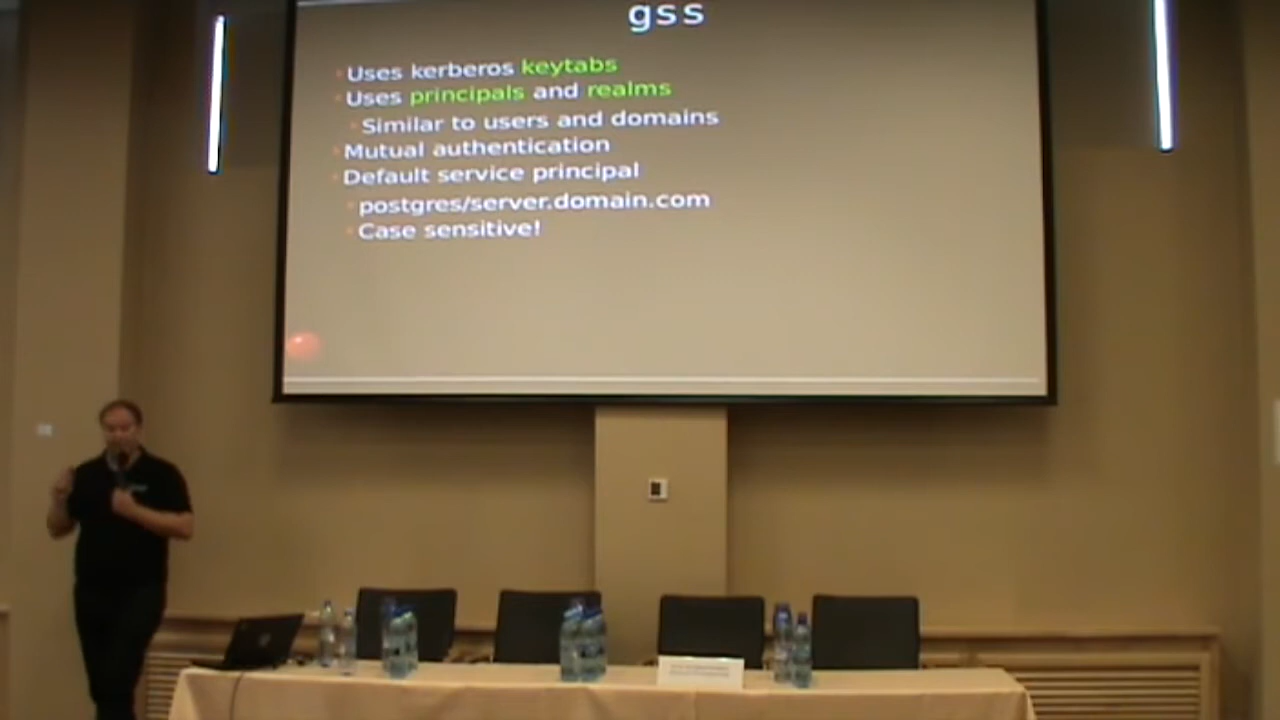 gss
Uses kerberos keytabs
Uses principals and realms
Similar to users and domains
Mutual authentication
Default service principal
postgres/server.domain.com
Case sensitive!